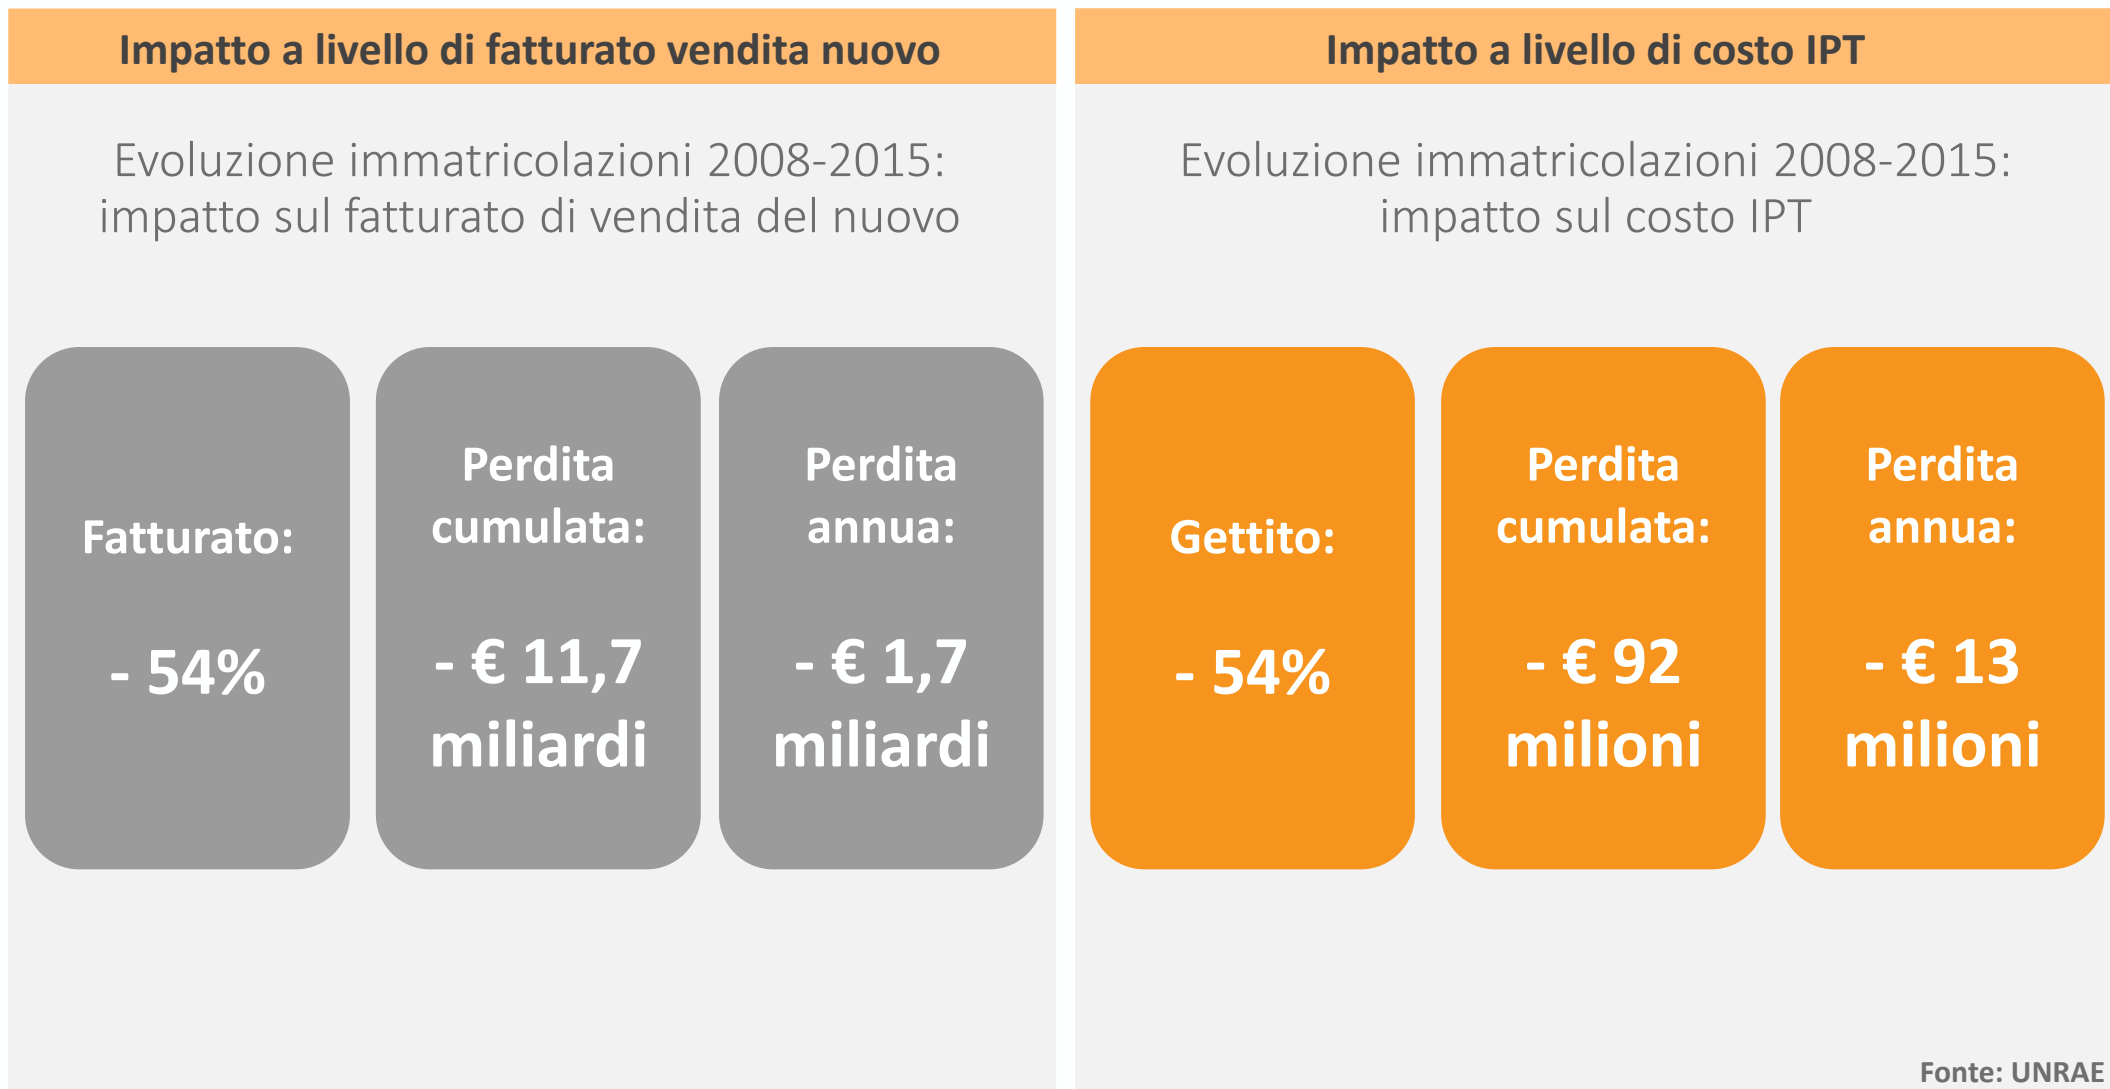 Impatto a livello di fatturato vendita nuovo
Evoluzione immatricolazioni 2008-2015:
impatto sul fatturato di vendita del nuovo
Fatturato:
- 54%
Perdita
cumulata:
- € 11,7
miliardi
Perdita
annua:
- € 1,7
miliardi
Impatto a livello di costo IPT
Evoluzione immatricolazioni 2008-2015:
impatto sul costo IPT
Gettito:
- 54%
Perdita
cumulata:
- € 92
milioni
Perdita
annua:
- € 13
milioni
Fonte: UNRAE